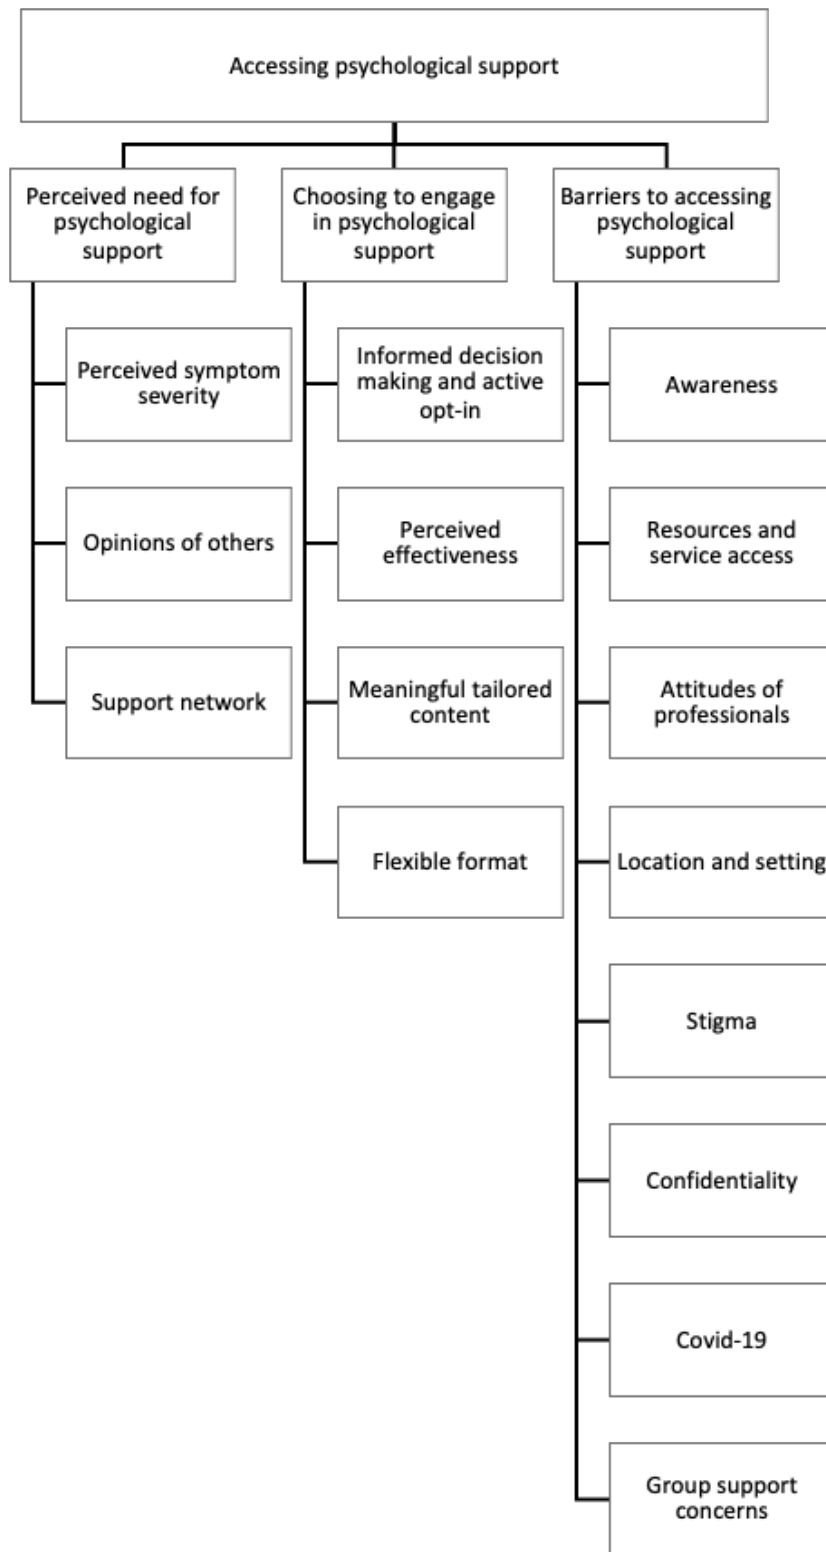 Accessing psychological support
Perceived need for
psychological
support
Choosing to engage
in psychological
support
Barriers to accessing
psychological
support
Perceived symptom
severity
Opinions of others
Support network
Informed decision
making and active
opt-in
Perceived
effectiveness
Meaningful tailored
content
Flexible format
Awareness
Resources and
service access
Attitudes of
professionals
Location and setting
Stigma
Confidentiality
Covid-19
Group support
concerns